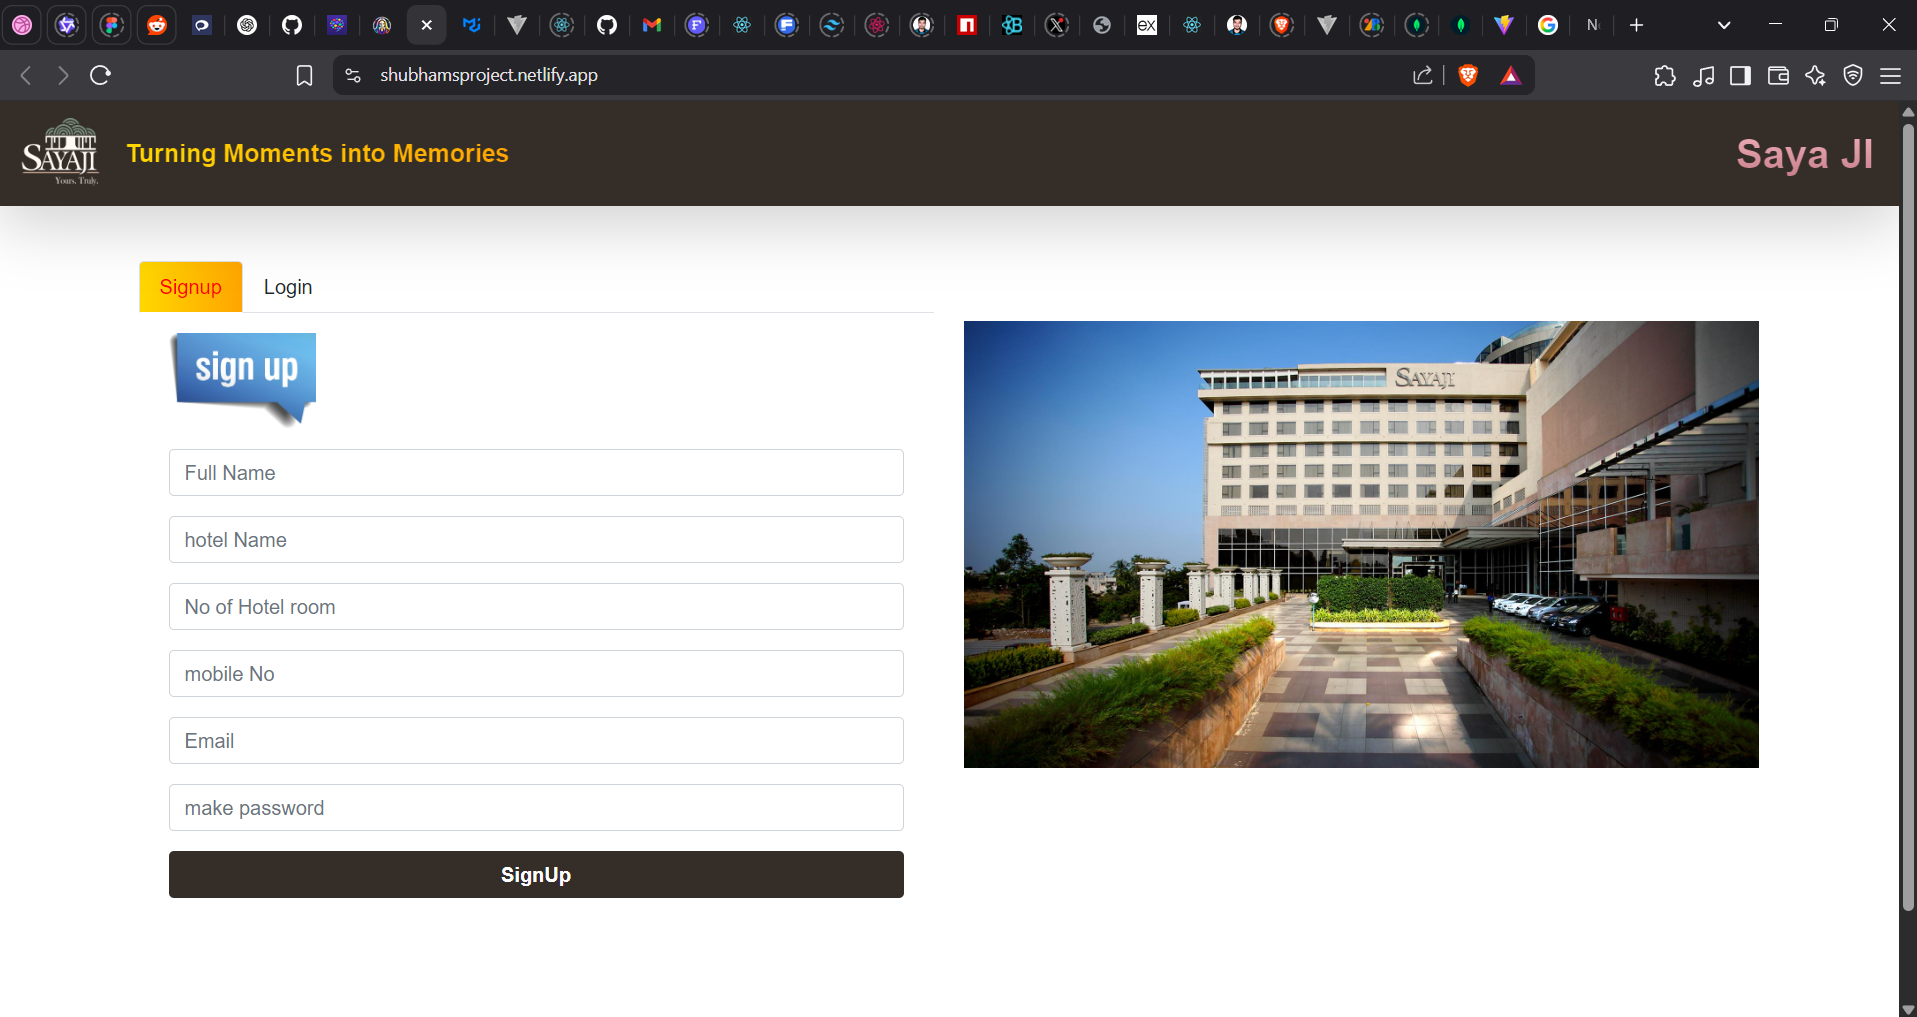 shubhamsproject.netlify.app
SAYAJI
Yours. Truly.
Turning Moments into Memories
Saya JI
Signup
Login
sign up
SAYAJI
Full Name
hotel Name
No of Hotel room
mobile No
Email
make password
SignUp